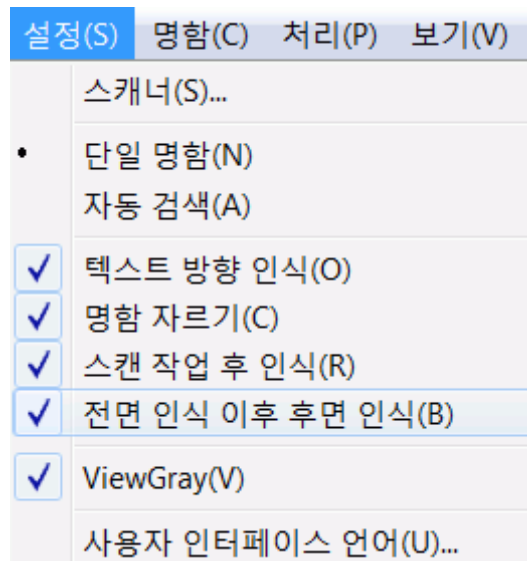 설정(S) 명함(C) 처리(P) 보기(V)
스캐너(S)...
단일 명함(N)
자동 검색(A)
텍스트 방향 인식(O)
명함 자르기(C)
스캔 작업 후 인식(R)
전면 인식 이후 후면 인식(B)
ViewGray(V)
사용자 인터페이스 언어(U)...